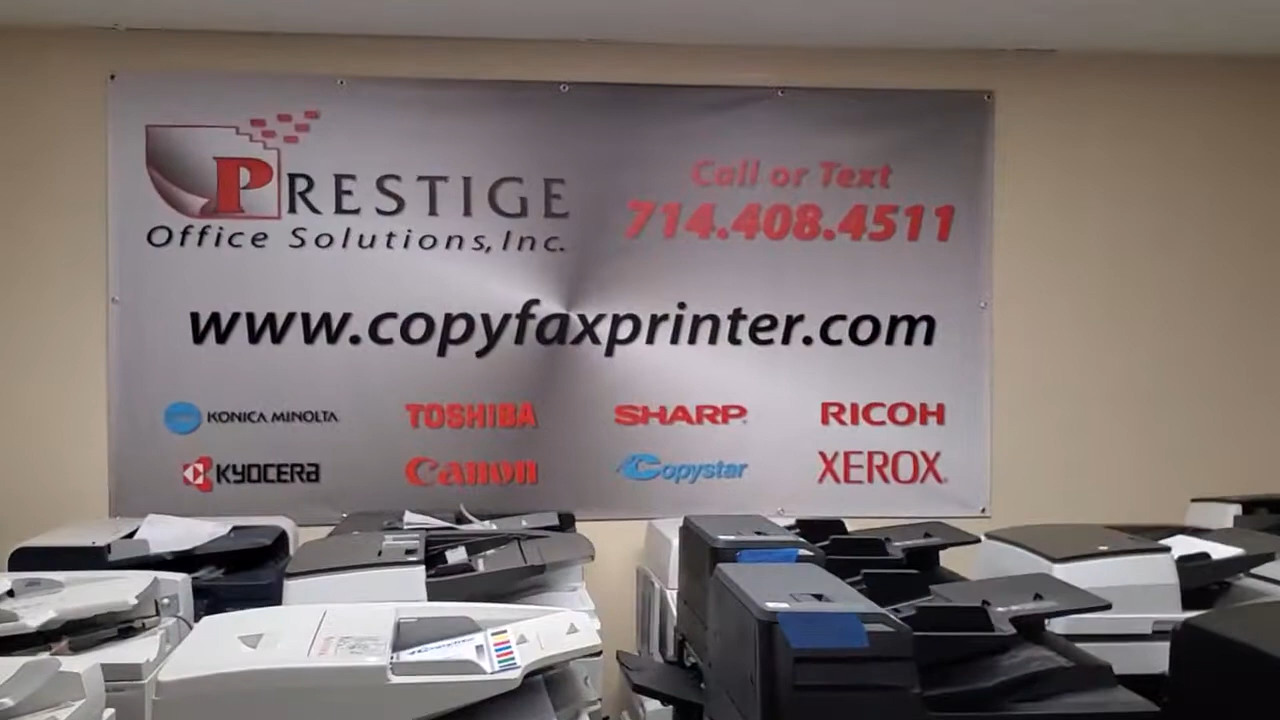 PRESTIGE
Office Solutions, Inc.
Call or Text
714.408.4511
www.copyfaxprinter.com
KONICA MINOLTA
TOSHIBA
SHARP
RICOH
KYOCERA
Canon
Copystar
XEROX